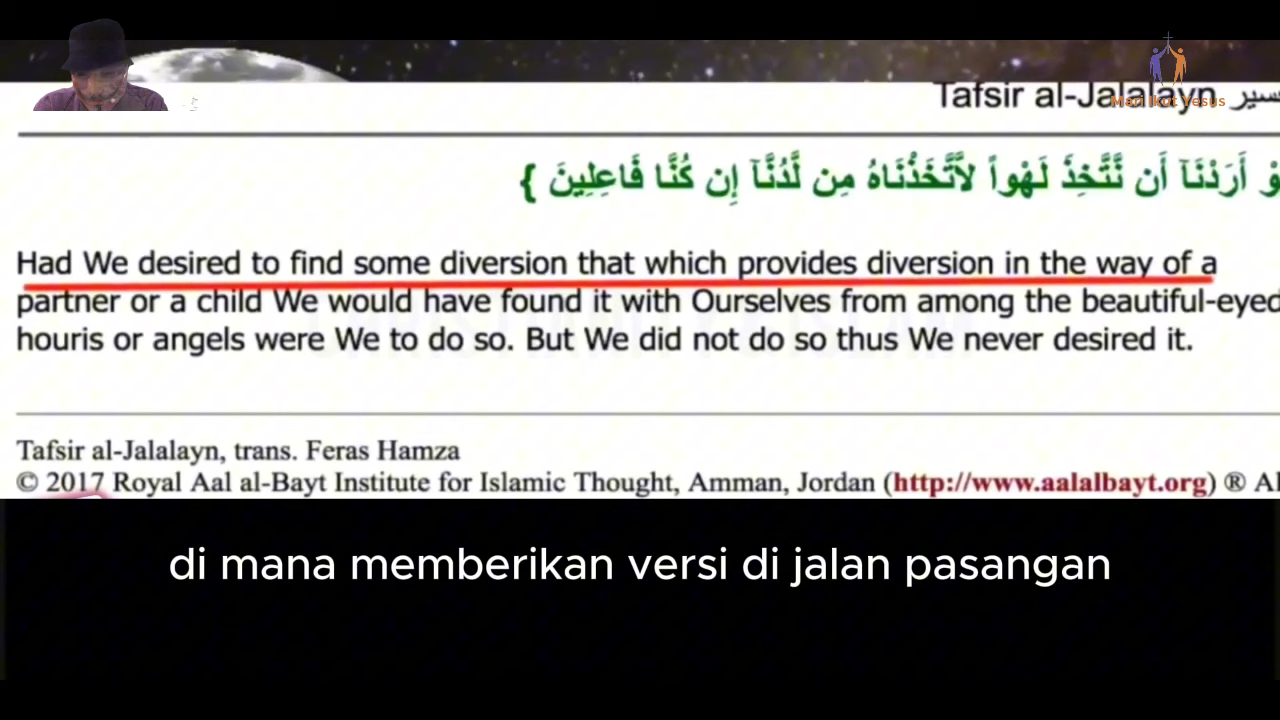 Tafsir al-Jalalayn
Mari Ikut Yesus
أَرَدْنَآ أَن نَّتَّخِذَ لَهْواً لاَّتَّخَذْنَاهُ مِن لَّدُنَّآ إِن كُنَّا فَاعِلِينَ }
Had We desired to find some diversion that which provides diversion in the way of a
partner or a child We would have found it with Ourselves from among the beautiful-eyed
houris or angels were We to do so. But We did not do so thus We never desired it.
Tafsir al-Jalalayn, trans. Feras Hamza
© 2017 Royal Aal al-Bayt Institute for Islamic Thought, Amman, Jordan (http://www.aalalbayt.org) ®
di mana memberikan versi di jalan pasangan